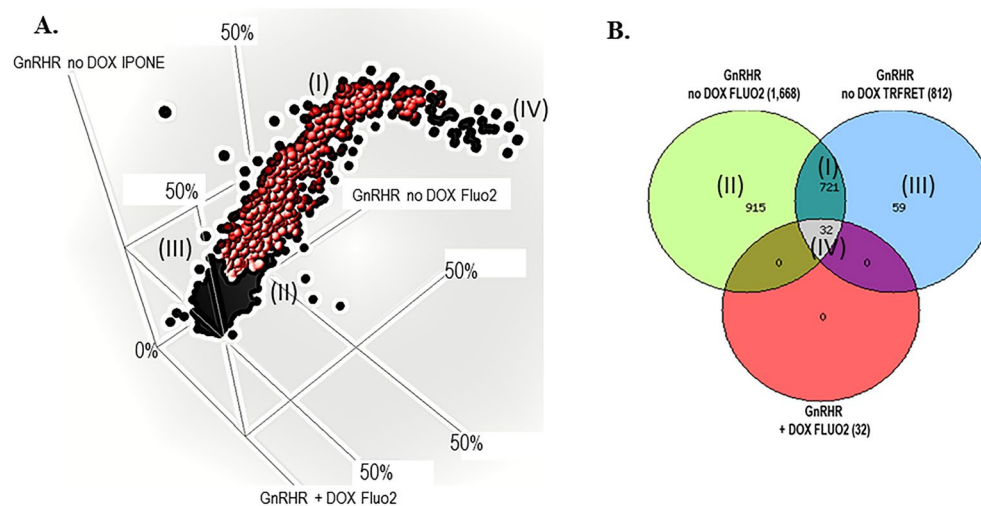 A.
50%
GnRHR no DOX IPONE
(I)
(IV)
50%
50%
GnRHR no DOX Fluo2
(III)
50%
(II)
0%
50%
50%
GnRHR + DOX Fluo2
B.
GnRHR
no DOX FLUO2 (1,668)
GnRHR
no DOX TRFRET (812)
(I)
721
(II)
915
(III)
59
32
(IV)
0
0
0
GnRHR
+ DOX FLUO2 (32)